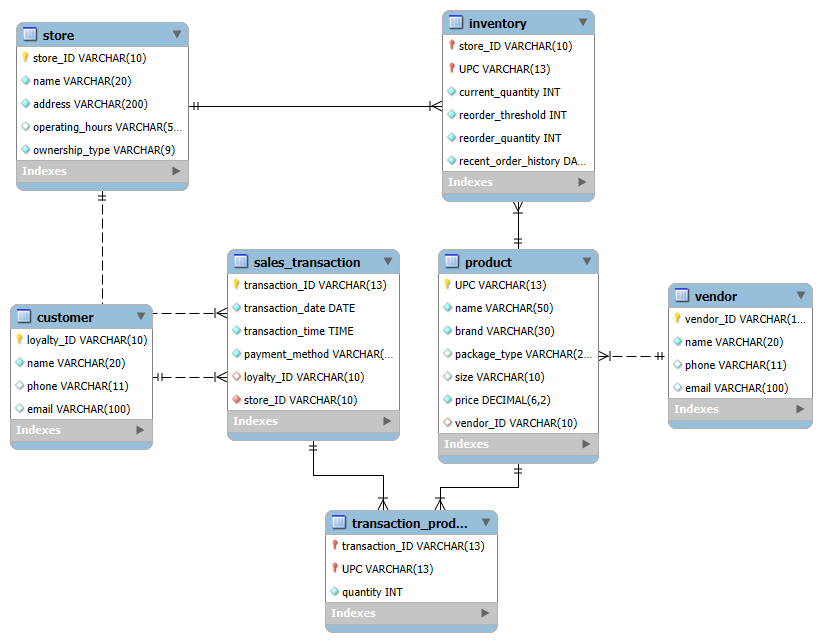 store
store_ID VARCHAR(10)
name VARCHAR(20)
address VARCHAR(200)
operating_hours VARCHAR(5...
ownership_type VARCHAR(9)
Indexes
inventory
store_ID VARCHAR(10)
UPC VARCHAR(13)
current_quantity INT
reorder_threshold INT
reorder_quantity INT
recent_order_history DA...
Indexes
customer
loyalty_ID VARCHAR(10)
name VARCHAR(20)
phone VARCHAR(11)
email VARCHAR(100)
Indexes
sales_transaction
transaction_ID VARCHAR(13)
transaction_date DATE
transaction_time TIME
payment_method VARCHAR(...
loyalty_ID VARCHAR(10)
store_ID VARCHAR(10)
Indexes
product
UPC VARCHAR(13)
name VARCHAR(50)
brand VARCHAR(30)
package_type VARCHAR(2...
size VARCHAR(10)
price DECIMAL(6,2)
vendor_ID VARCHAR(10)
Indexes
vendor
vendor_ID VARCHAR(1...
name VARCHAR(20)
phone VARCHAR(11)
email VARCHAR(100)
Indexes
transaction_prod...
transaction_ID VARCHAR(13)
UPC VARCHAR(13)
quantity INT
Indexes